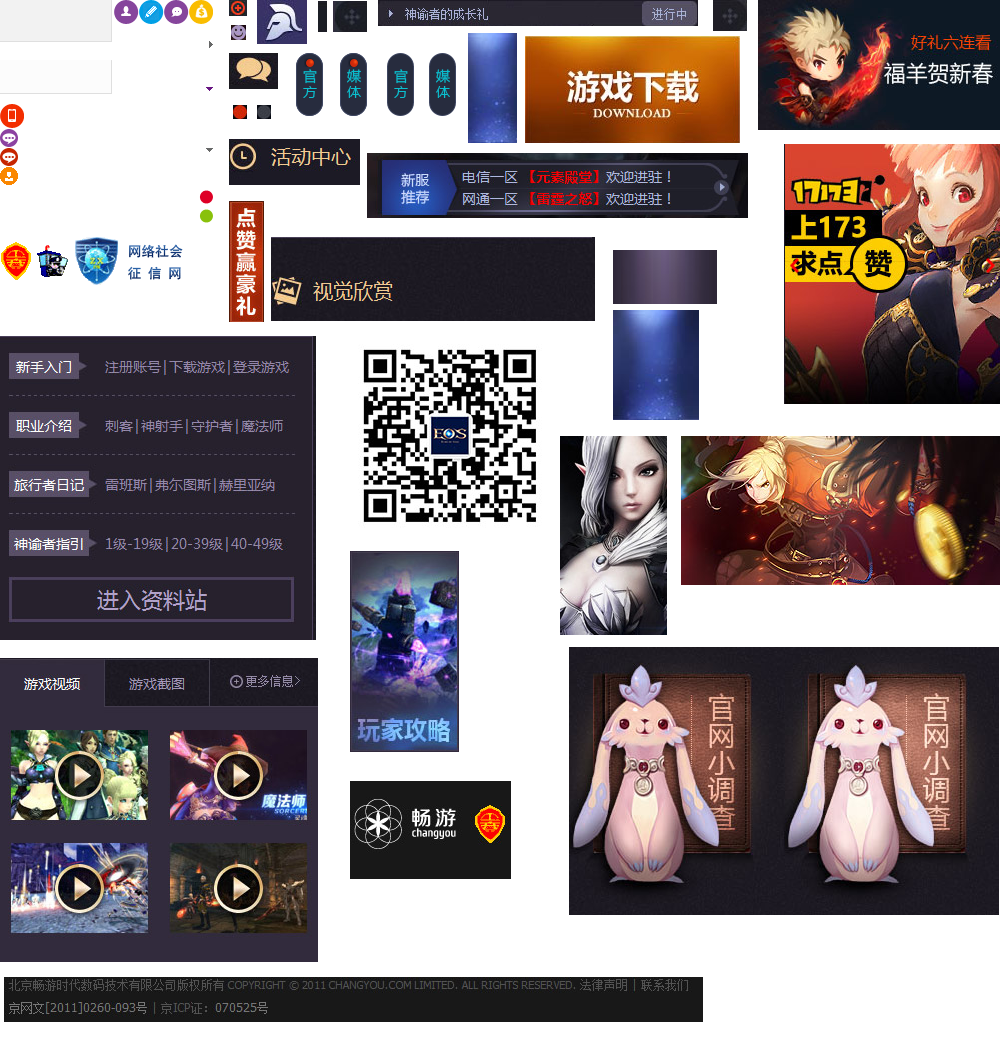 神谕者的成长礼 进行中
官方
媒体
官方
媒体
游戏下载
DOWNLOAD
好礼六连看
福羊贺新春
活动中心
新服推荐
电信一区 【元素殿堂】欢迎进驻！
网通一区 【雷霆之怒】欢迎进驻！
17173
上173
求点
赞
点赞赢豪礼
网络社会
征信网
视觉欣赏
新手入门 注册账号|下载游戏|登录游戏
职业介绍 刺客|神射手|守护者|魔法师
旅行者日记 雷班斯|弗尔图斯|赫里亚纳
神谕者指引 1级-19级|20-39级|40-49级
进入资料站
EOS
游戏视频 游戏截图 更多信息>
魔法师
SORCERER
玩家攻略
畅游
changyou
官网小调查
官网小调查
北京畅游时代数码技术有限公司版权所有 COPYRIGHT © 2011 CHANGYOU.COM LIMITED. ALL RIGHTS RESERVED. 法律声明 | 联系我们
京网文[2011]0260-093号 | 京ICP证：070525号